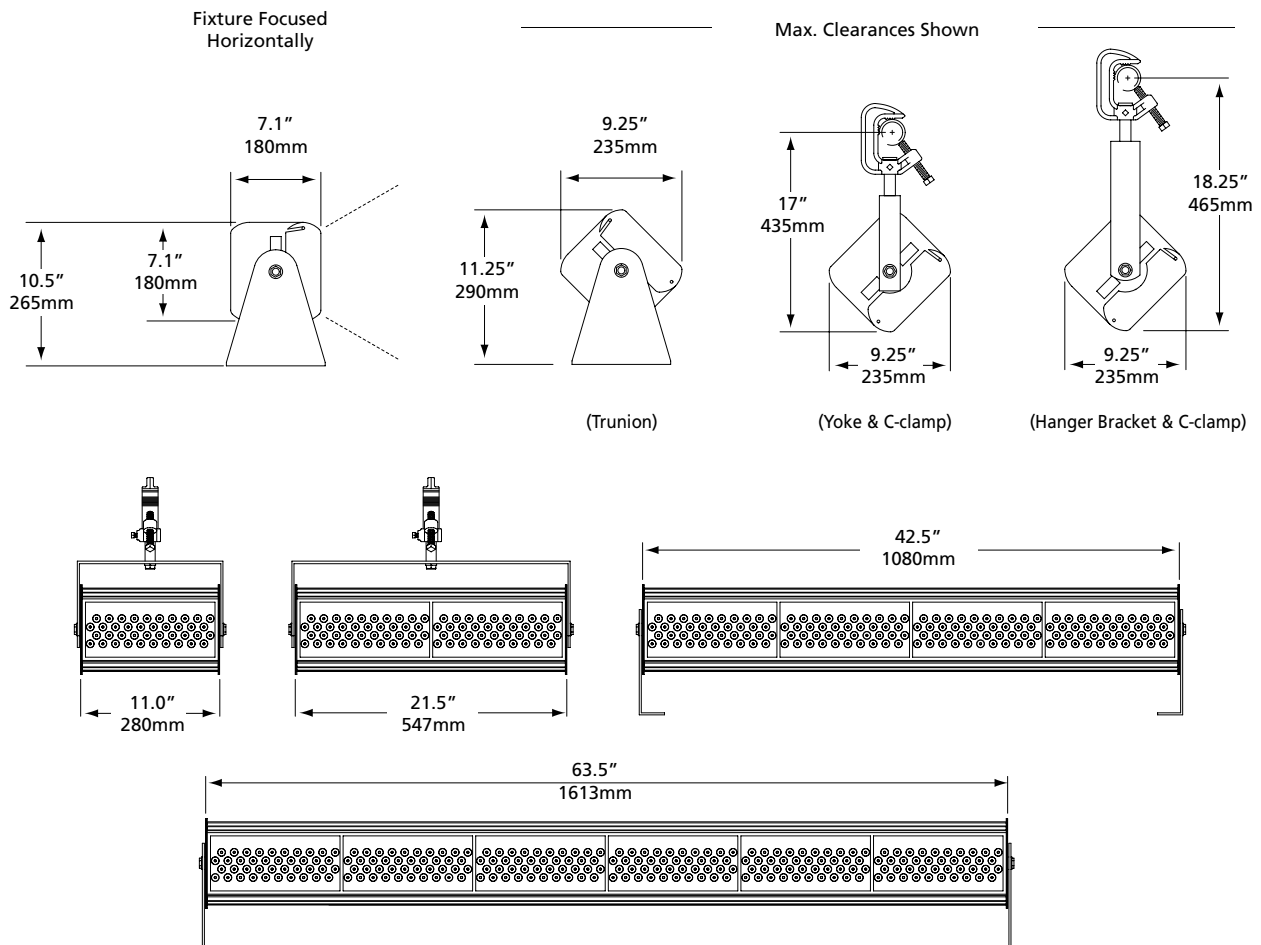 Fixture Focused
Horizontally
Max. Clearances Shown
7.1”
180mm
10.5”
265mm
7.1”
180mm
9.25”
235mm
11.25”
290mm
17”
435mm
9.25”
235mm
18.25”
465mm
9.25”
235mm
(Trunion)
(Yoke & C-clamp)
(Hanger Bracket & C-clamp)
11.0”
280mm
21.5”
547mm
42.5”
1080mm
63.5”
1613mm